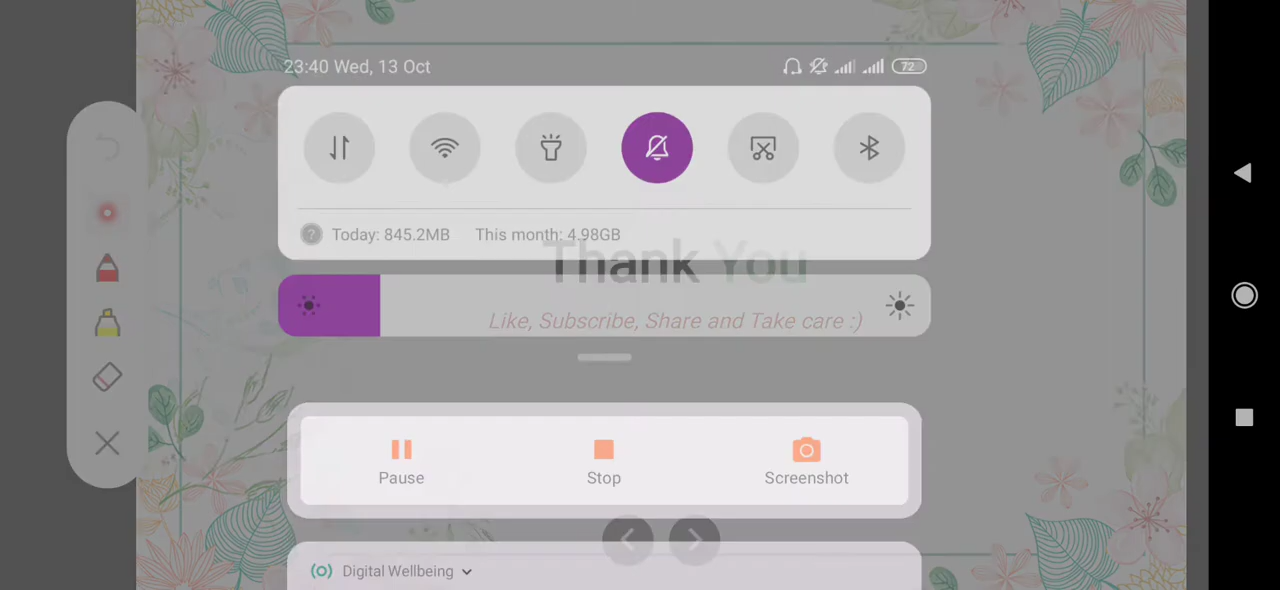 23:40 Wed, 13 Oct
72
Today: 845.2MB This month: 4.98GB
Thank You
Like, Subscribe, Share and Take care :)
Pause Stop Screenshot
Digital Wellbeing